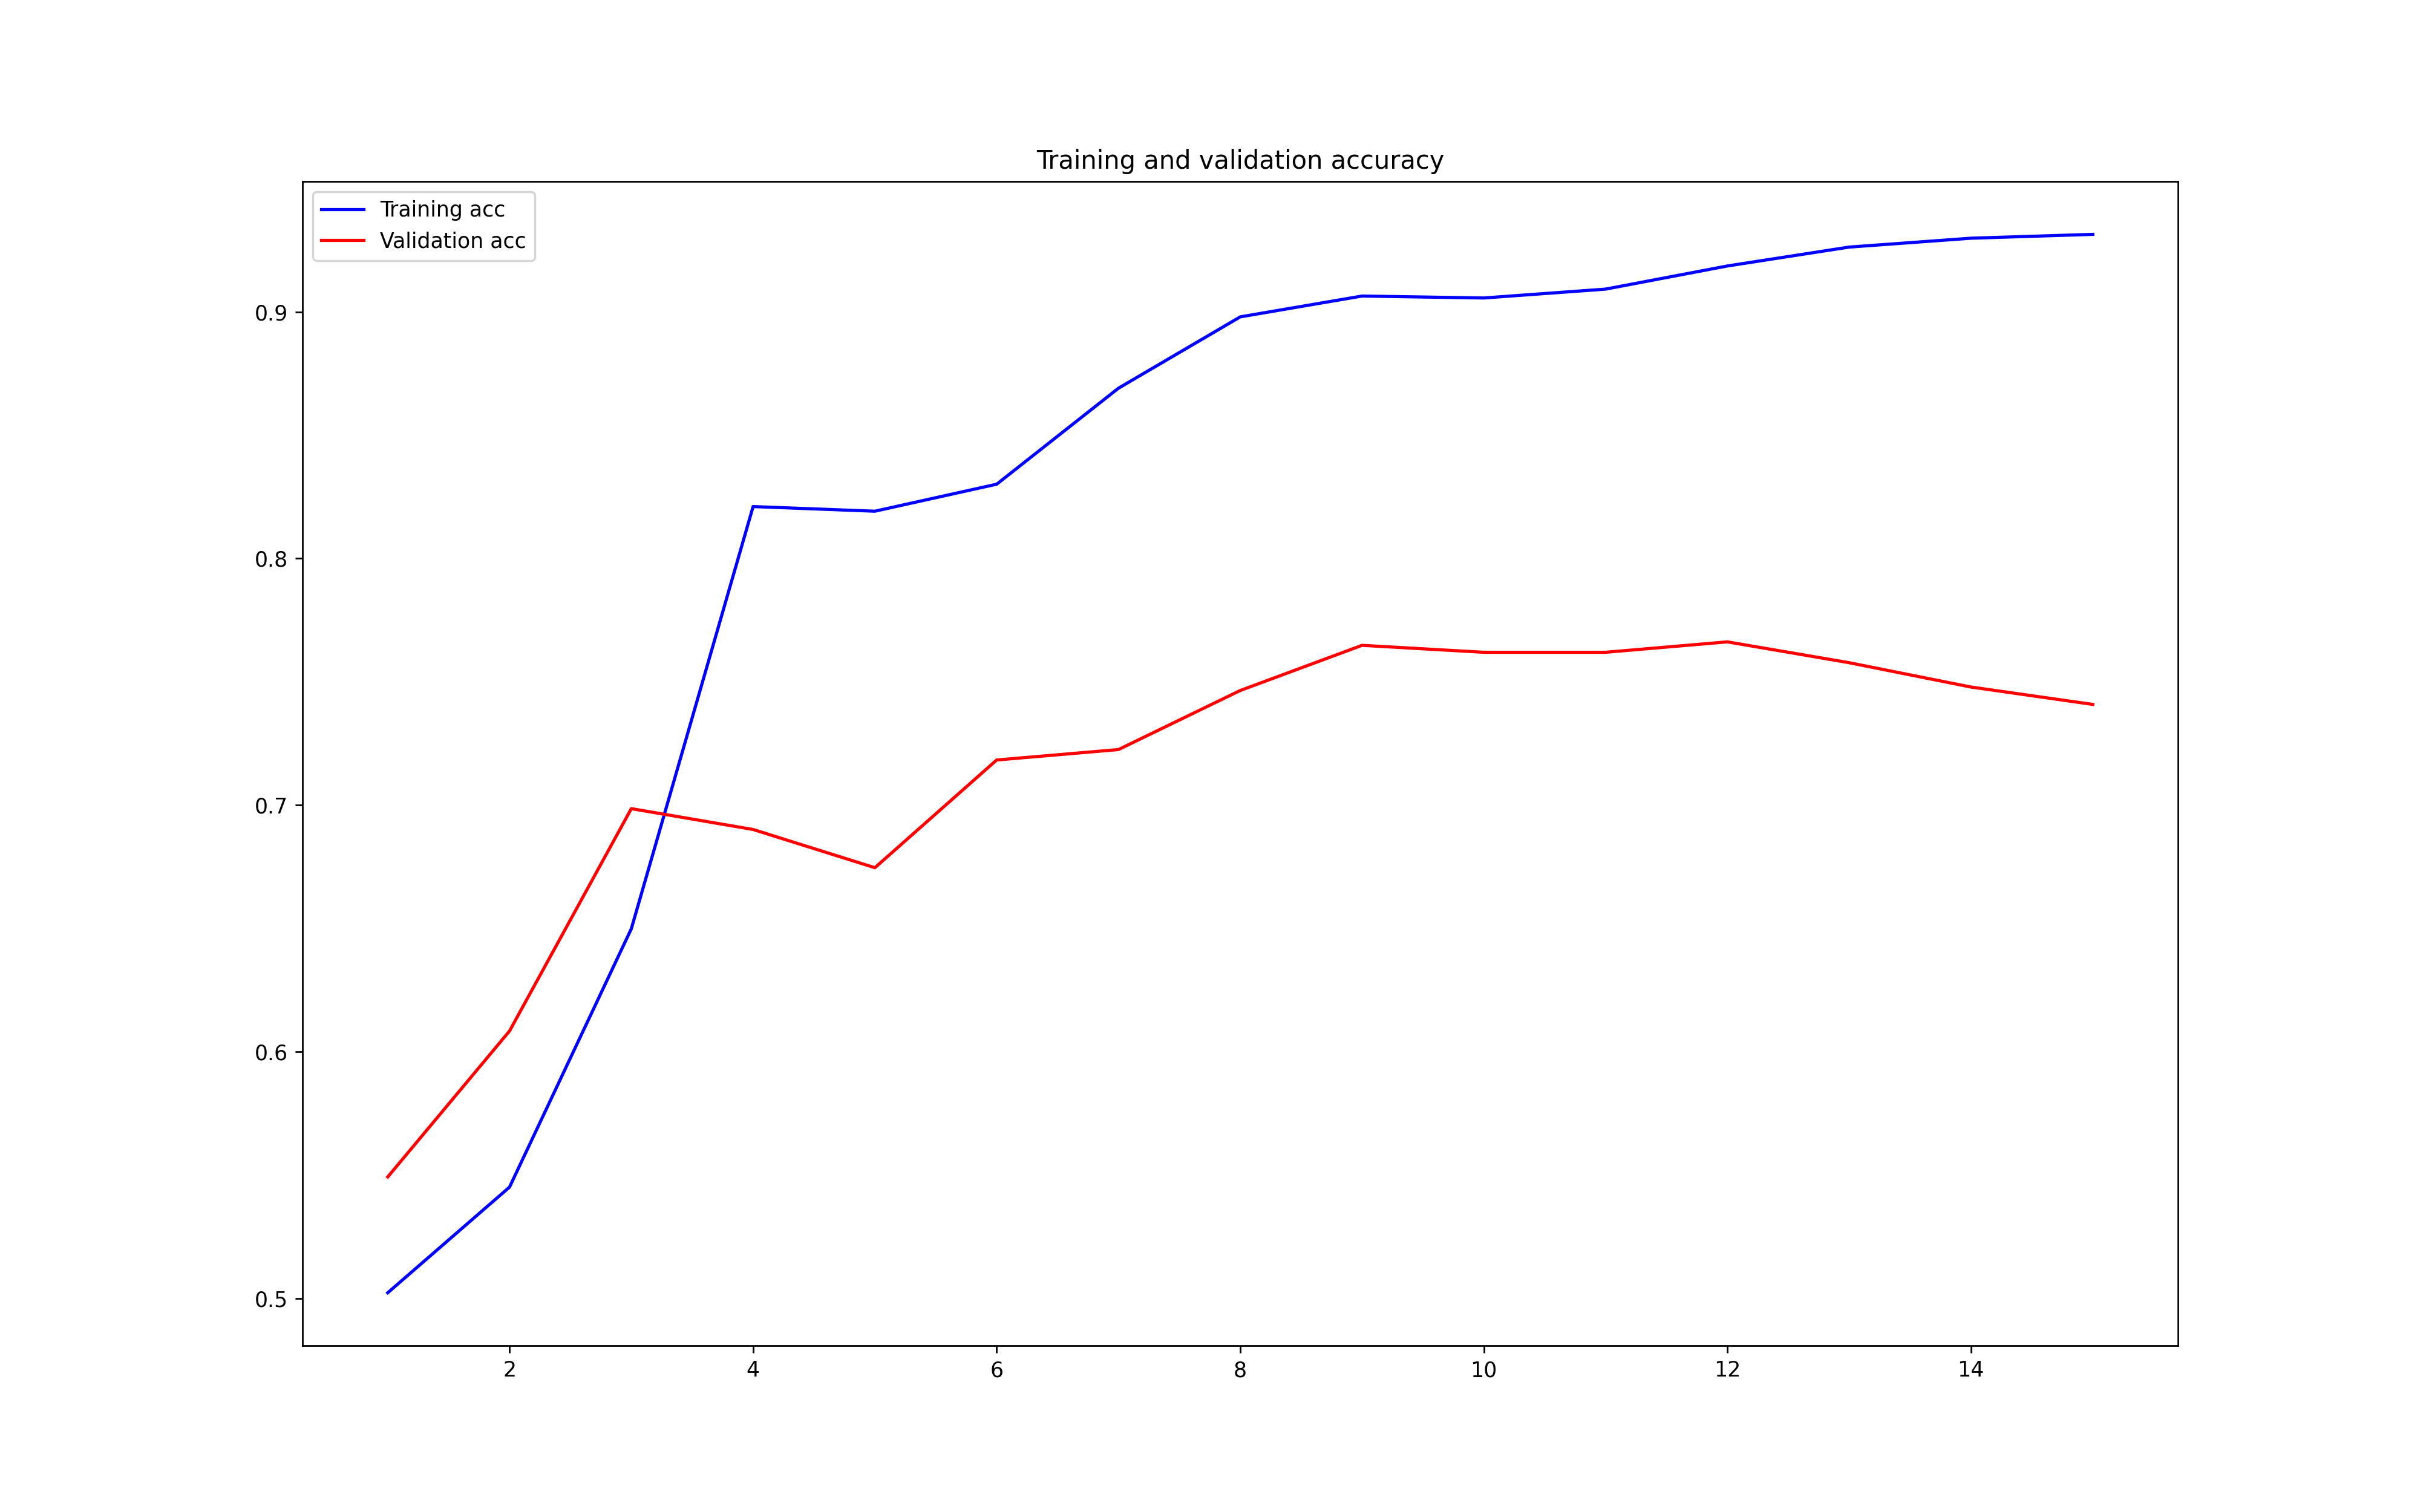 Training and validation accuracy
Training acc
Validation acc
0.9
0.8
0.7
0.6
0.5
2 4 6 8 10 12 14